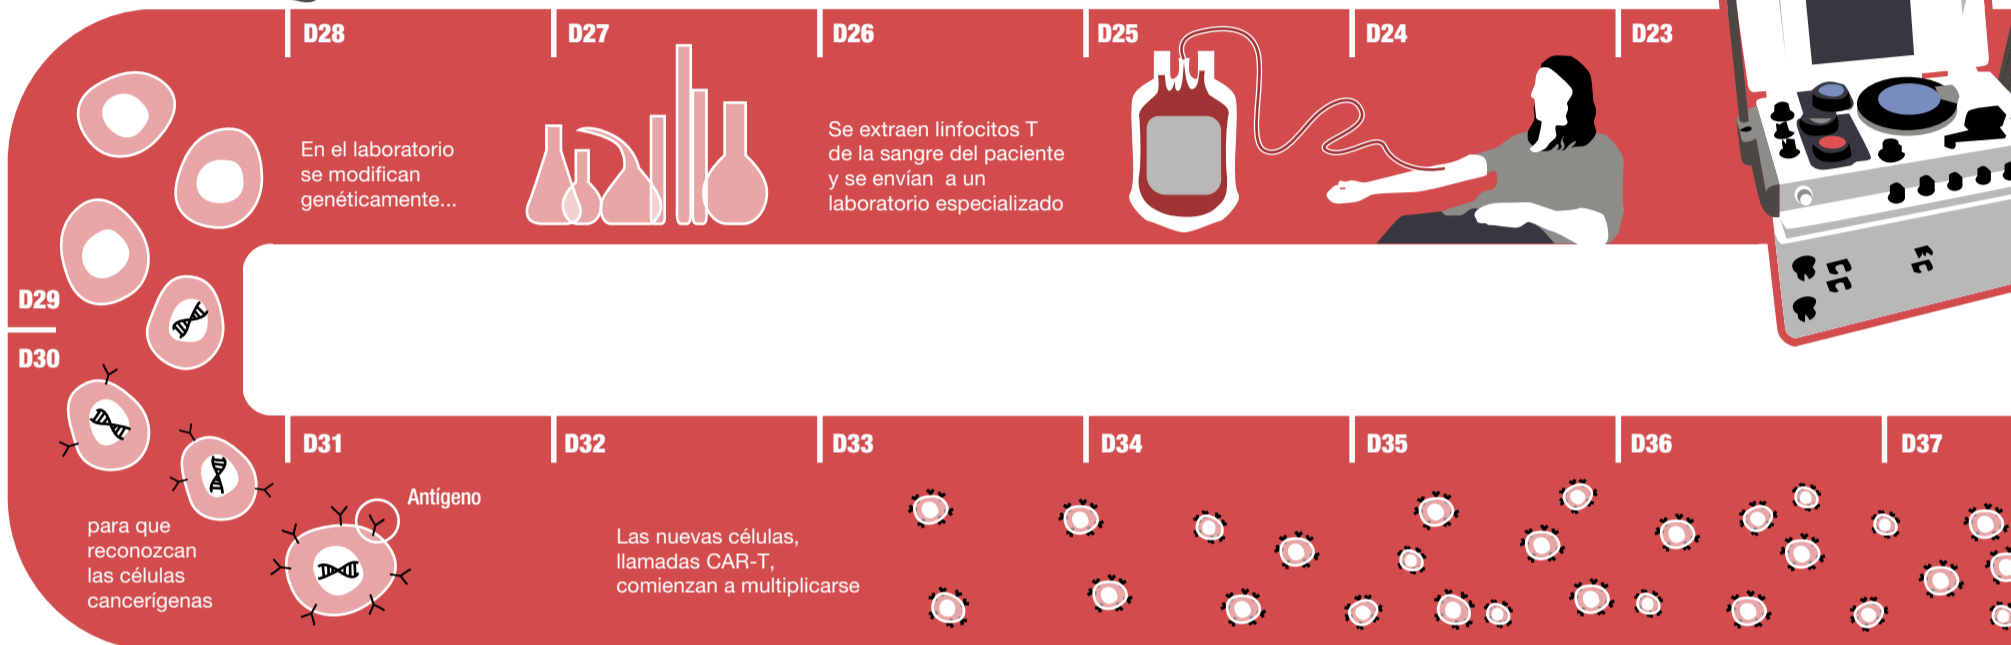 D28
D27
D26
D25
D24
D23
En el laboratorio
se modifican
genéticamente...
Se extraen linfocitos T
de la sangre del paciente
y se envían a un
laboratorio especializado
D29
D30
D31
D32
D33
D34
D35
D36
D37
Antígeno
para que
reconozcan
las células
cancerígenas
Las nuevas células,
llamadas CAR-T,
comienzan a multiplicarse